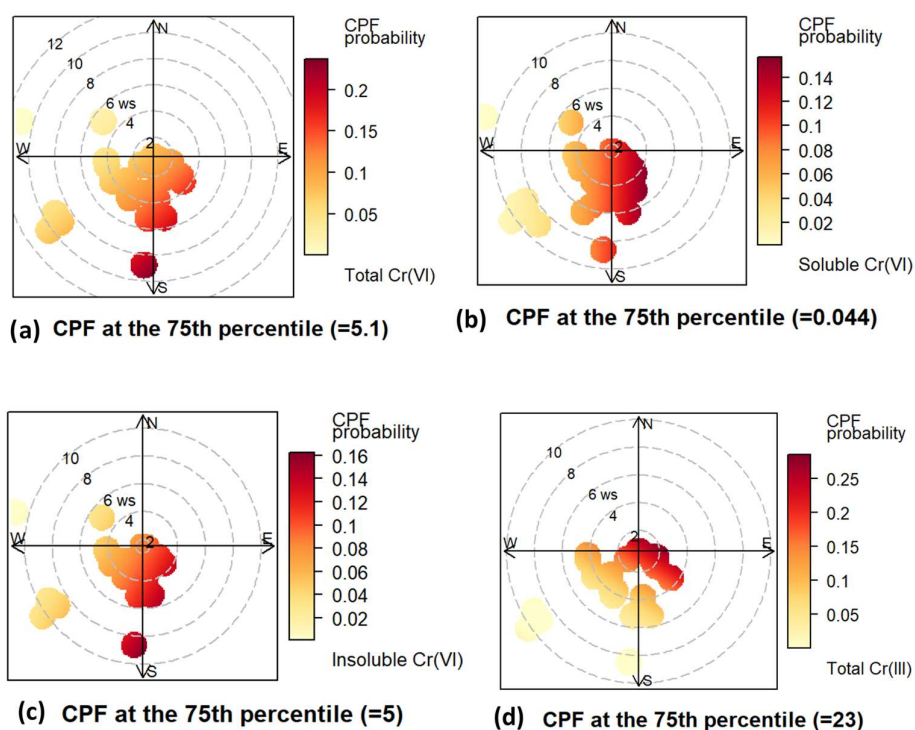 CPF
probability
N
12
10
8
6 ws
4
2
W
E
S
0.2
0.15
0.1
0.05
Total Cr(VI)
(a) CPF at the 75th percentile (=5.1)
CPF
probability
N
10
8
6 ws
4
2
W
E
S
0.14
0.12
0.10
0.08
0.06
0.04
0.02
Soluble Cr(VI)
(b) CPF at the 75th percentile (=0.044)
CPF
probability
N
10
8
6 ws
4
2
W
E
S
0.16
0.14
0.12
0.10
0.08
0.06
0.04
0.02
Insoluble Cr(VI)
(c) CPF at the 75th percentile (=5)
CPF
probability
N
10
8
6 ws
4
2
W
E
S
0.25
0.20
0.15
0.1
0.05
Total Cr(III)
(d) CPF at the 75th percentile (=23)